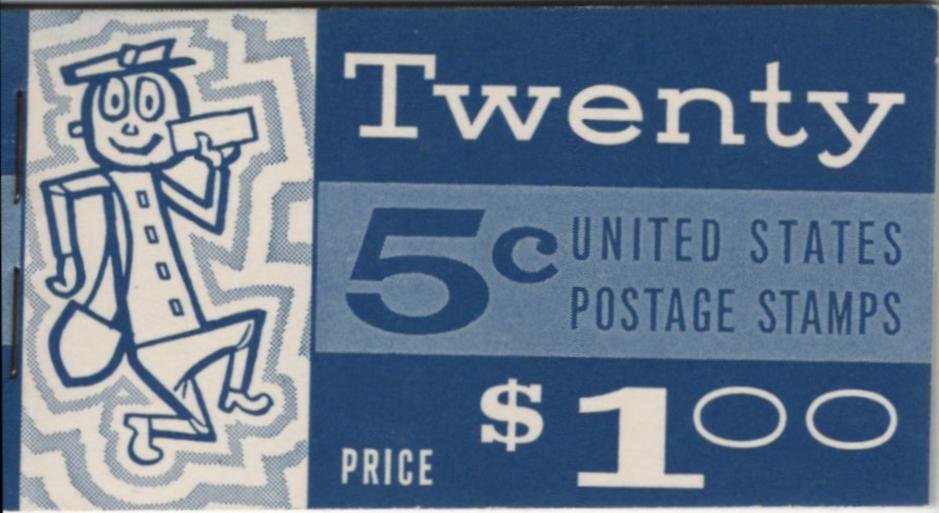 Twenty
5c UNITED STATES
POSTAGE STAMPS
PRICE $1.00